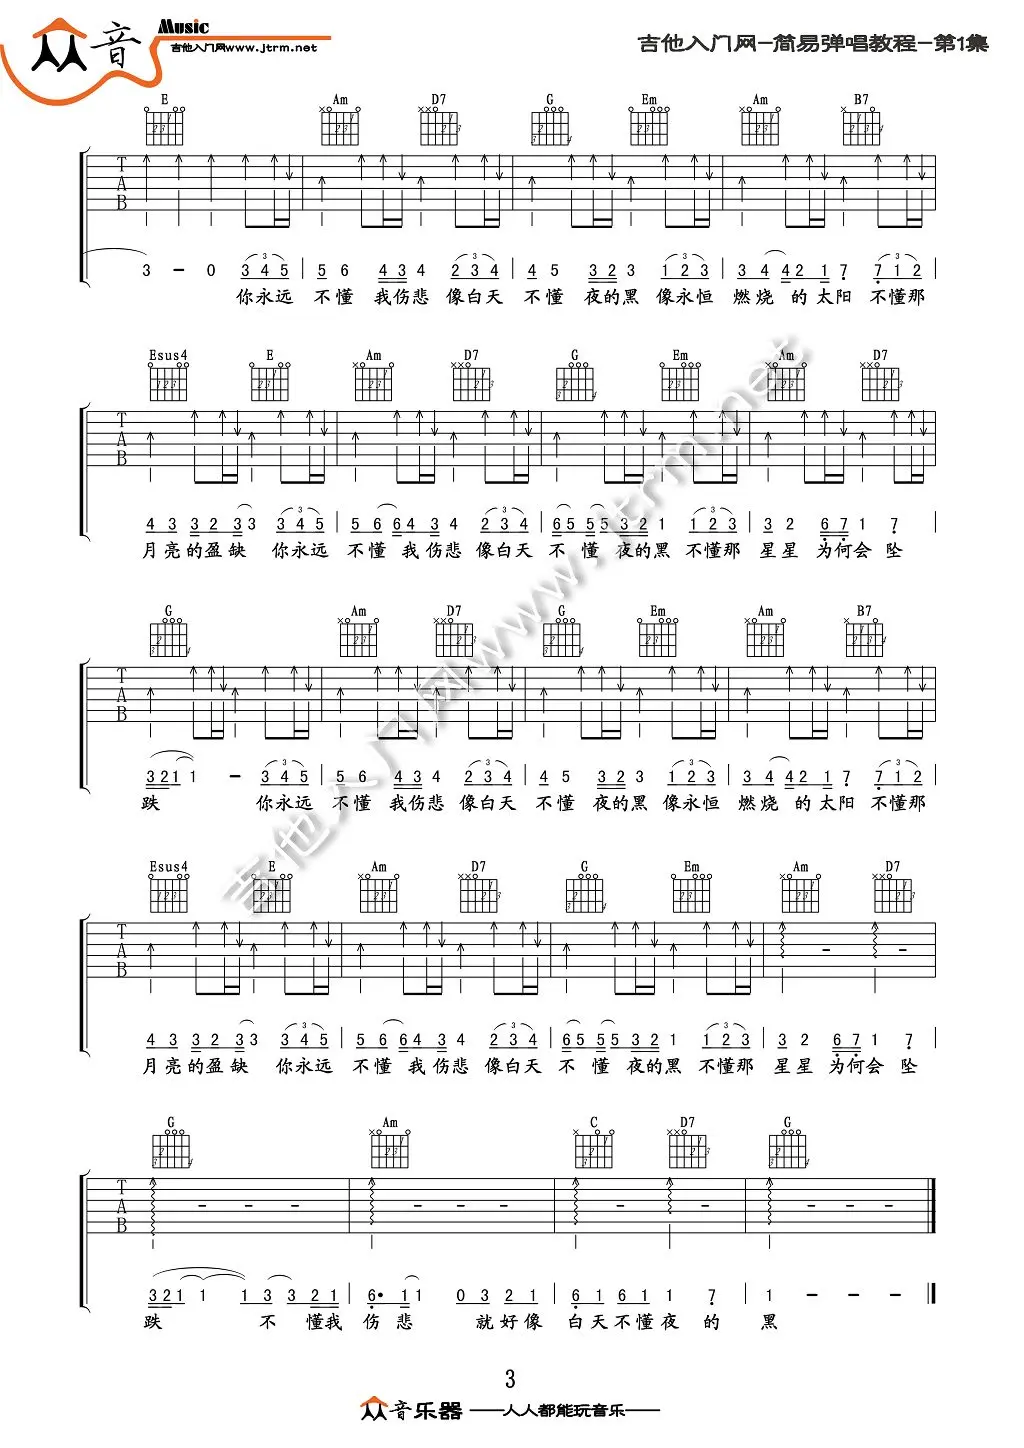 众音 Music
吉他入门网www.jtrm.net
吉他入门网-简易弹唱教程-第1集
E Am D7 G Em Am B7
T
A
B
3 - 0 3 4 5 | 5 6 4 3 4 2 3 4 | 4 5 3 2 3 1 2 3 | 3 4 4 2 1 7 7 1 2 |
你永远 不懂 我伤悲 像白天 不懂 夜的黑 像永恒 燃烧 的太阳 不懂那
Esus4 E Am D7 G Em Am D7
T
A
B
4 3 3 2 3 3 3 4 5 | 5 6 6 4 3 4 2 3 4 | 6 5 5 5 3 2 1 1 2 3 | 3 2 6 7 1 7
月亮的盈缺 你永远 不懂 我伤悲 像白天 不懂 夜的黑 不懂那 星星 为何会坠
G Am D7 G Em Am B7
T
A
B
3 2 1 1 - 3 4 5 | 5 6 4 3 4 2 3 4 | 4 5 3 2 3 1 2 3 | 3 4 4 2 1 7 7 1 2 |
跌 你永远 不懂 我伤悲 像白天 不懂 夜的黑 像永恒 燃烧 的太阳 不懂那
Esus4 E Am D7 G Em Am D7
T
A
B
4 3 3 2 3 3 3 4 5 | 5 6 6 4 3 4 2 3 4 | 6 5 5 5 3 2 1 1 2 3 | 3 2 6 7 1 7
月亮的盈缺 你永远 不懂 我伤悲 像白天 不懂 夜的黑 不懂那 星星 为何会坠
G Am C D7 G
T
A
B
3 2 1 1 1 3 3 2 1 | 6• 1 1 0 3 2 1 | 6 6 1 1 7 | 1 - - -
跌 不懂我 伤悲 就好像 白天不懂夜的 黑
吉他入门网www.jtrm.net
3
众音乐器 ——人人都能玩音乐——